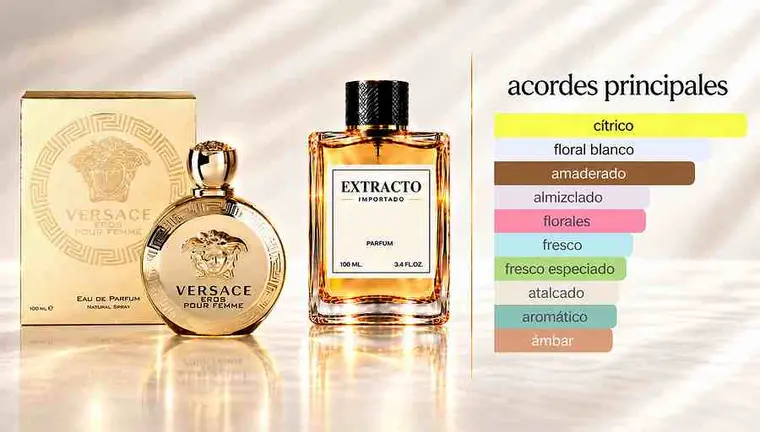 VERSACE
EROS
POUR FEMME
EAU DE PARFUM
NATURAL SPRAY
100 ML ℮
VERSACE
EROS
POUR FEMME
EXTRACTO
IMPORTADO
PARFUM
100 ML. 3.4 FL.OZ.
acordes principales
cítrico
floral blanco
amaderado
almizclado
florales
fresco
fresco especiado
atalcado
aromático
ámbar